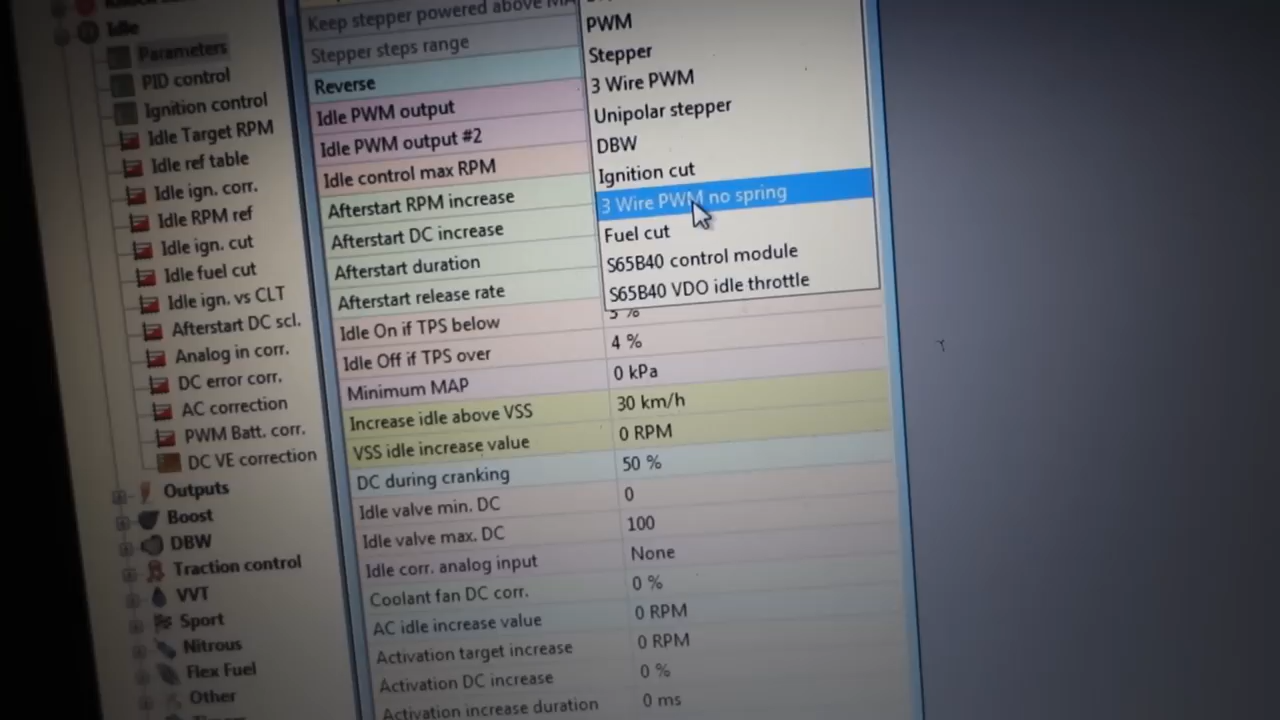 Idle
Parameters
PID control
Ignition control
Idle Target RPM
Idle ref table
Idle ign. corr.
Idle RPM ref
Idle ign. cut
Idle fuel cut
Idle ign. vs CLT
Afterstart DC scl.
Analog in corr.
DC error corr.
AC correction
PWM Batt. corr.
DC VE correction
Outputs
Boost
DBW
Traction control
VVT
Sport
Nitrous
Flex Fuel
Other
Keep stepper powered above
Stepper steps range
Reverse
Idle PWM output
Idle PWM output #2
Idle control max RPM
Afterstart RPM increase
Afterstart DC increase
Afterstart duration
Afterstart release rate
Idle On if TPS below
Idle Off if TPS over 4 %
Minimum MAP 0 kPa
Increase idle above VSS 30 km/h
VSS idle increase value 0 RPM
DC during cranking 50 %
Idle valve min. DC 0
Idle valve max. DC 100
Idle corr. analog input None
Coolant fan DC corr. 0 %
AC idle increase value 0 RPM
Activation target increase 0 RPM
Activation DC increase 0 %
Activation increase duration 0 ms
PWM
Stepper
3 Wire PWM
Unipolar stepper
DBW
Ignition cut
3 Wire PWM no spring
Fuel cut
S65B40 control module
S65B40 VDO idle throttle